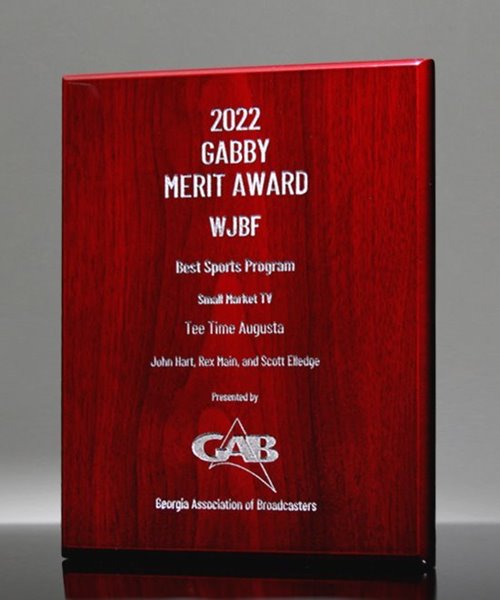 2022
GABBY
MERIT AWARD
WJBF
Best Sports Program
Small Market TV
Tee Time Augusta
John Hart, Rex Main, and Scott Elledge
Presented by
GAB
Georgia Association of Broadcasters